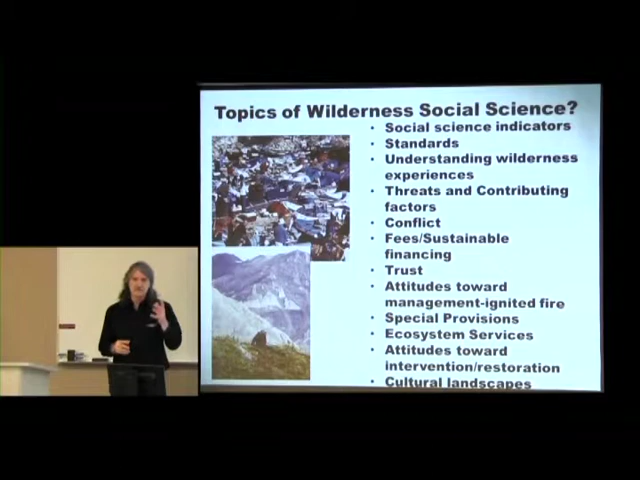 Topics of Wilderness Social Science?
• Social science indicators
• Standards
• Understanding wilderness
experiences
• Threats and Contributing
factors
• Conflict
• Fees/Sustainable
financing
• Trust
• Attitudes toward
management-ignited fire
• Special Provisions
• Ecosystem Services
• Attitudes toward
intervention/restoration
• Cultural landscapes